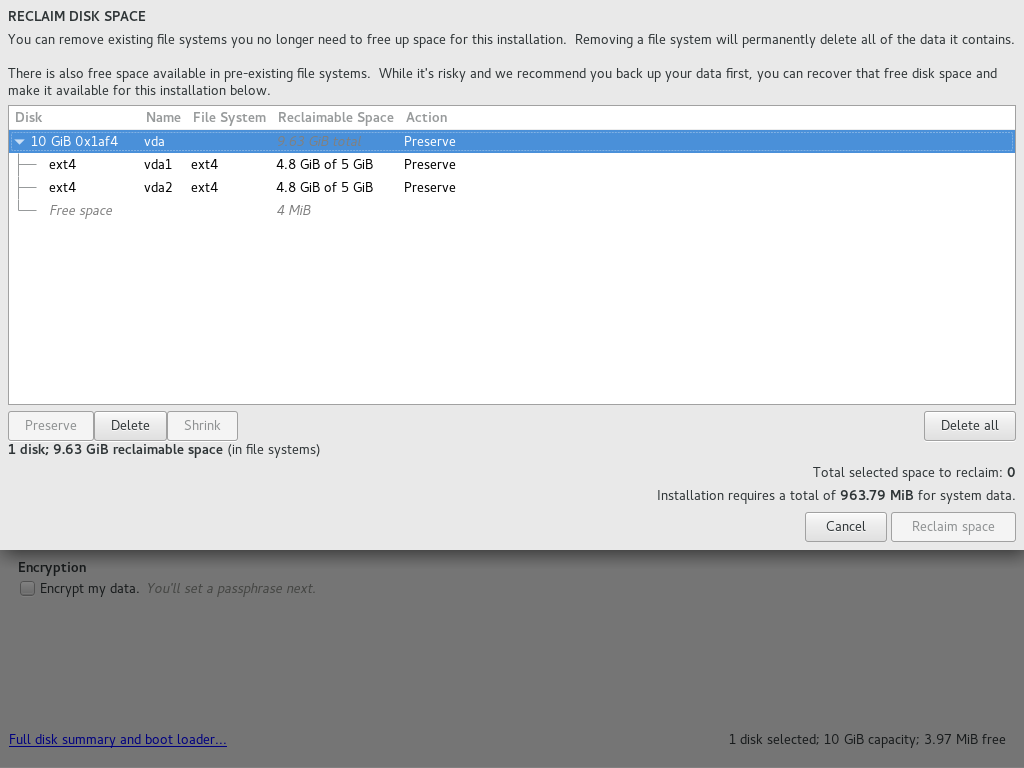 RECLAIM DISK SPACE
You can remove existing file systems you no longer need to free up space for this installation.  Removing a file system will permanently delete all of the data it contains.
There is also free space available in pre-existing file systems.  While it's risky and we recommend you back up your data first, you can recover that free disk space and
make it available for this installation below.
Disk Name File System Reclaimable Space Action
10 GiB 0x1af4 vda Preserve
ext4 vda1 ext4 4.8 GiB of 5 GiB Preserve
ext4 vda2 ext4 4.8 GiB of 5 GiB Preserve
Free space 4 MiB
Preserve Delete Shrink Delete all
1 disk; 9.63 GiB reclaimable space (in file systems)
Total selected space to reclaim: 0
Installation requires a total of 963.79 MiB for system data.
Cancel Reclaim space
Encryption
Encrypt my data. You'll set a passphrase next.
Full disk summary and boot loader... 1 disk selected; 10 GiB capacity; 3.97 MiB free